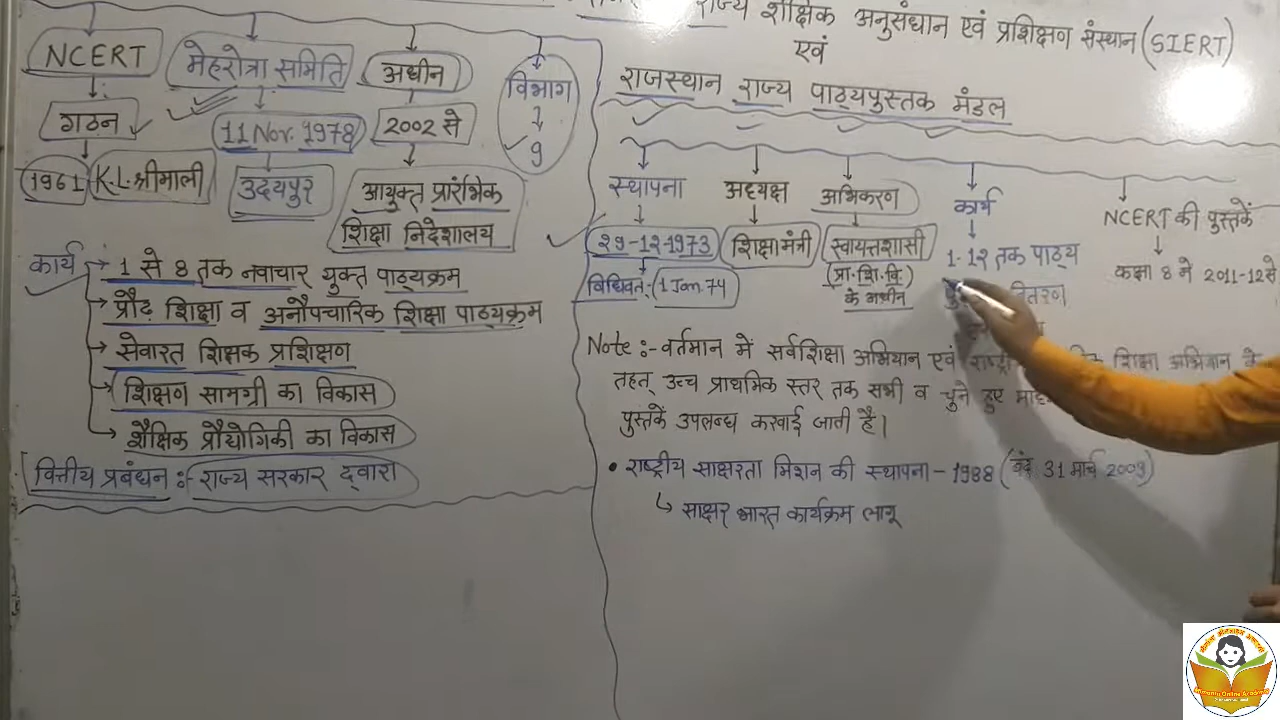 राज्य शैक्षिक अनुसंधान एवं प्रशिक्षण संस्थान (SIERT)
एवं
राजस्थान राज्य पाठ्यपुस्तक मंडल
NCERT
गठन
1961 K.L. श्रीमाली
मेहरोत्रा समिति
11 Nov. 1978
उदयपुर
अधीन
2002 से
आयुक्त प्रारंभिक
शिक्षा निदेशालय
विभाग
9
कार्य
1 से 8 तक नवाचार युक्त पाठ्यक्रम
प्रौढ़ शिक्षा व अनौपचारिक शिक्षा पाठ्यक्रम
सेवारत शिक्षक प्रशिक्षण
शिक्षण सामग्री का विकास
शैक्षिक प्रौद्योगिकी का विकास
वित्तीय प्रबंधन :- राज्य सरकार द्वारा
स्थापना
29-12-1973
विधिवत: 1 Jan. 74
अध्यक्ष
शिक्षामंत्री
अभिकरण
स्वायत्तशासी
(प्रा. शि. वि.)
के अधीन
कार्य
1-12 तक पाठ्य
वितरण
NCERT की पुस्तकें
कक्षा 8 में 2011-12 से
Note:- वर्तमान में सर्वशिक्षा अभियान एवं शिक्षा अभियान के
तहत् उच्च प्राथमिक स्तर तक सभी व चुने हुए
पुस्तकें उपलब्ध करवाई जाती है।
• राष्ट्रीय साक्षरता मिशन की स्थापना - 1988 (बंद 31 मार्च 2009)
साक्षर भारत कार्यक्रम लागू